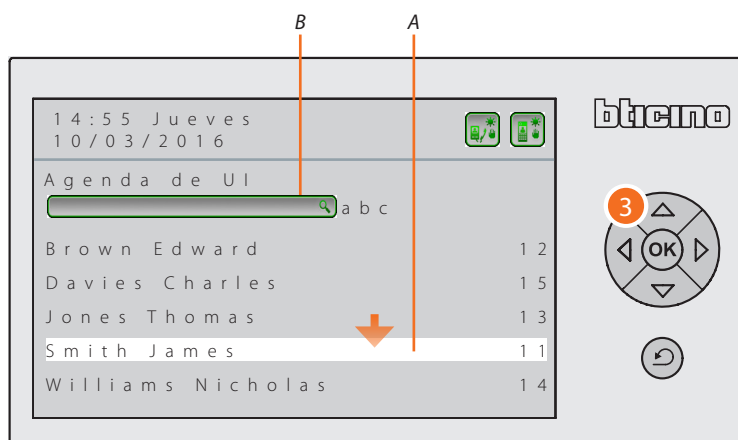 B A
14:55 Jueves
10/03/2016
bticino
Agenda de UI
abc
3
Brown Edward 12
OK
Davies Charles 15
Jones Thomas 13
Smith James 11
Williams Nicholas 14